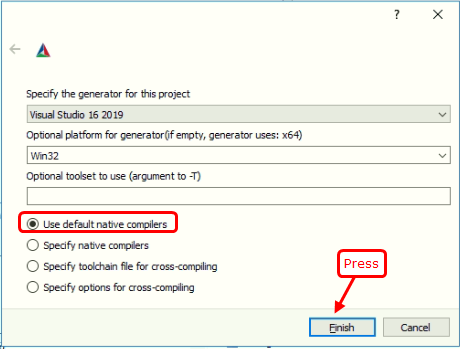 ?
Specify the generator for this project
Visual Studio 16 2019
Optional platform for generator(if empty, generator uses: x64)
Win32
Optional toolset to use (argument to -T)
Use default native compilers
Specify native compilers
Specify toolchain file for cross-compiling
Specify options for cross-compiling
Press
Finish
Cancel